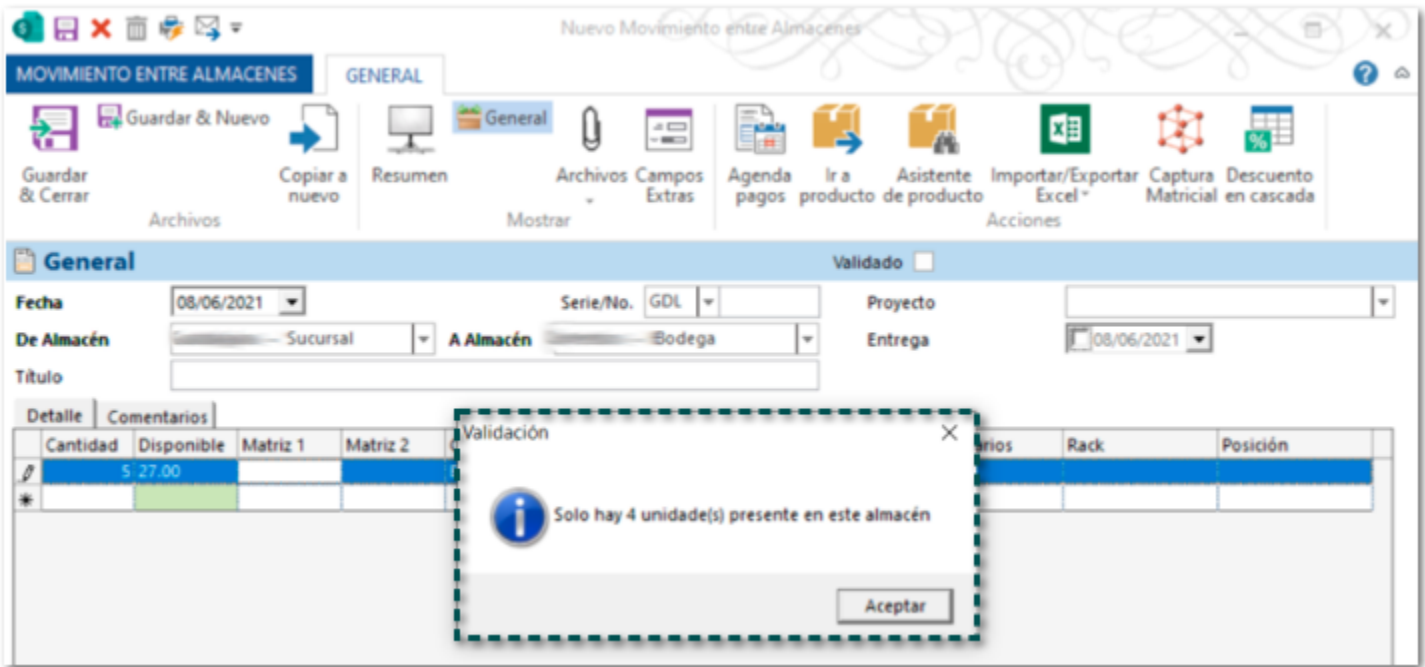 Nuevo Movimiento entre Almacenes
MOVIMIENTO ENTRE ALMACENES GENERAL
Guardar & Cerrar
Guardar & Nuevo
Copiar a nuevo
Archivos
Resumen
General
Archivos
Campos Extras
Mostrar
Agenda pagos
Ir a producto
Asistente de producto
Importar/Exportar Excel
Captura Matricial
Descuento en cascada
Acciones
General Validado
Fecha 08/06/2021 Serie/No. GDL Proyecto
De Almacén Sucursal A Almacén Bodega Entrega 08/06/2021
Título
Detalle Comentarios
Cantidad Disponible Matriz 1 Matriz 2 Rack Posición
5 27.00
Validación
Solo hay 4 unidade(s) presente en este almacén
Aceptar